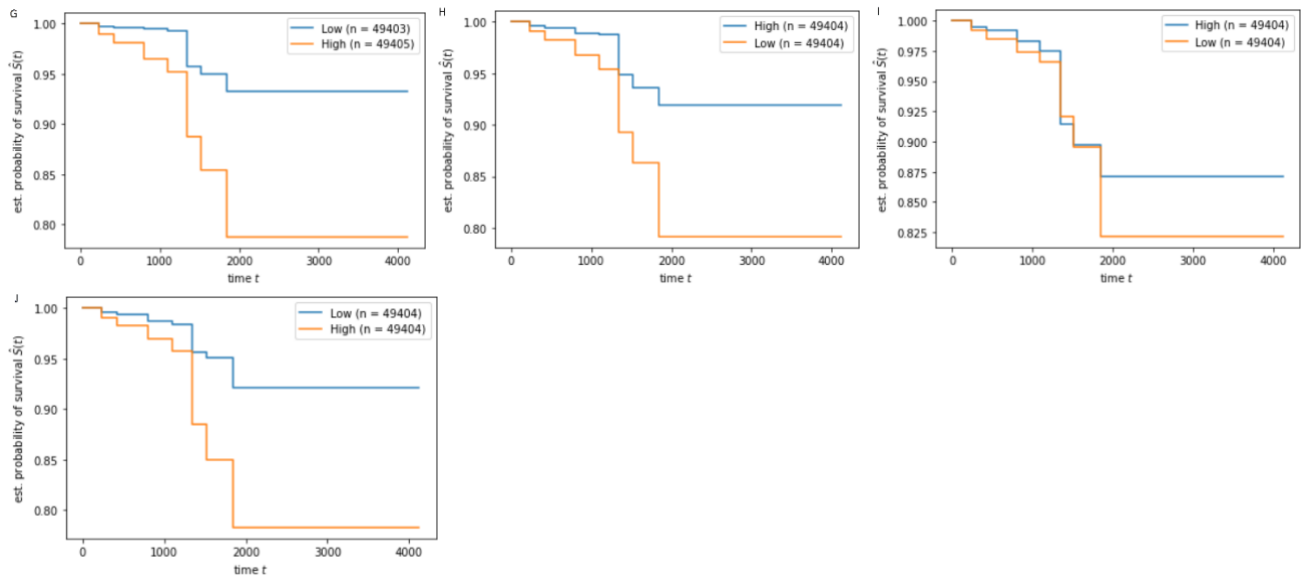 G
1.00
0.95
0.90
0.85
0.80
est. probability of survival Ŝ(t)
Low (n = 49403)
High (n = 49405)
0
1000
2000
3000
4000
time t
H
1.00
0.95
0.90
0.85
0.80
est. probability of survival Ŝ(t)
High (n = 49404)
Low (n = 49404)
0
1000
2000
3000
4000
time t
I
1.000
0.975
0.950
0.925
0.900
0.875
0.850
0.825
est. probability of survival Ŝ(t)
High (n = 49404)
Low (n = 49404)
0
1000
2000
3000
4000
time t
J
1.00
0.95
0.90
0.85
0.80
est. probability of survival Ŝ(t)
Low (n = 49404)
High (n = 49404)
0
1000
2000
3000
4000
time t